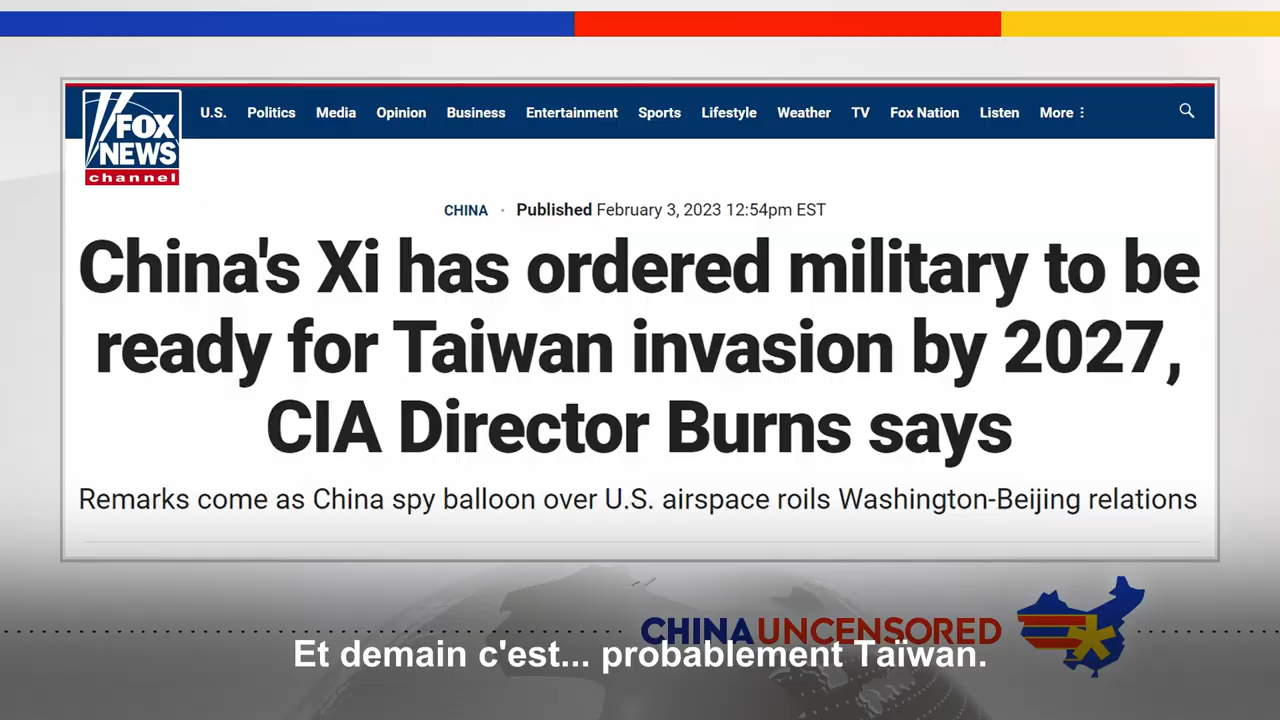 FOX
NEWS
channel
U.S. Politics Media Opinion Business Entertainment Sports Lifestyle Weather TV Fox Nation Listen More
CHINA · Published February 3, 2023 12:54pm EST
China's Xi has ordered military to be
ready for Taiwan invasion by 2027,
CIA Director Burns says
Remarks come as China spy balloon over U.S. airspace roils Washington-Beijing relations
CHINAUNCENSORED
Et demain c'est... probablement Taïwan.